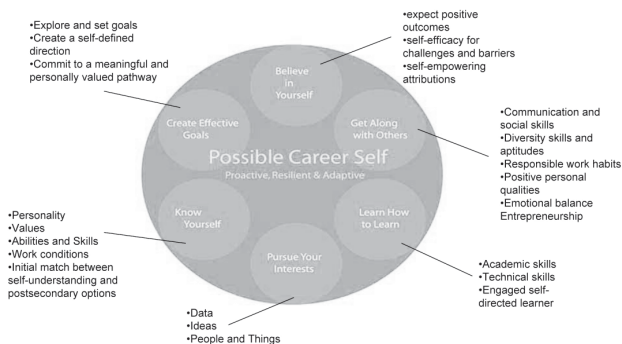 •Explore and set goals
•Create a self-defined
direction
•Commit to a meaningful and
personally valued pathway
•expect positive
outcomes
•self-efficacy for
challenges and barriers
•self-empowering
attributions
Believe
in
Yourself
Create Effective
Goals
Get Along
with Others
•Communication and
social skills
•Diversity skills and
aptitudes
•Responsible work habits
•Positive personal
qualities
•Emotional balance
Entrepreneurship
Possible Career Self
Proactive, Resilient & Adaptive
Know
Yourself
Learn How
to Learn
Pursue Your
Interests
•Personality
•Values
•Abilities and Skills
•Work conditions
•Initial match between
self-understanding and
postsecondary options
•Academic skills
•Technical skills
•Engaged self-
directed learner
•Data
•Ideas
•People and Things